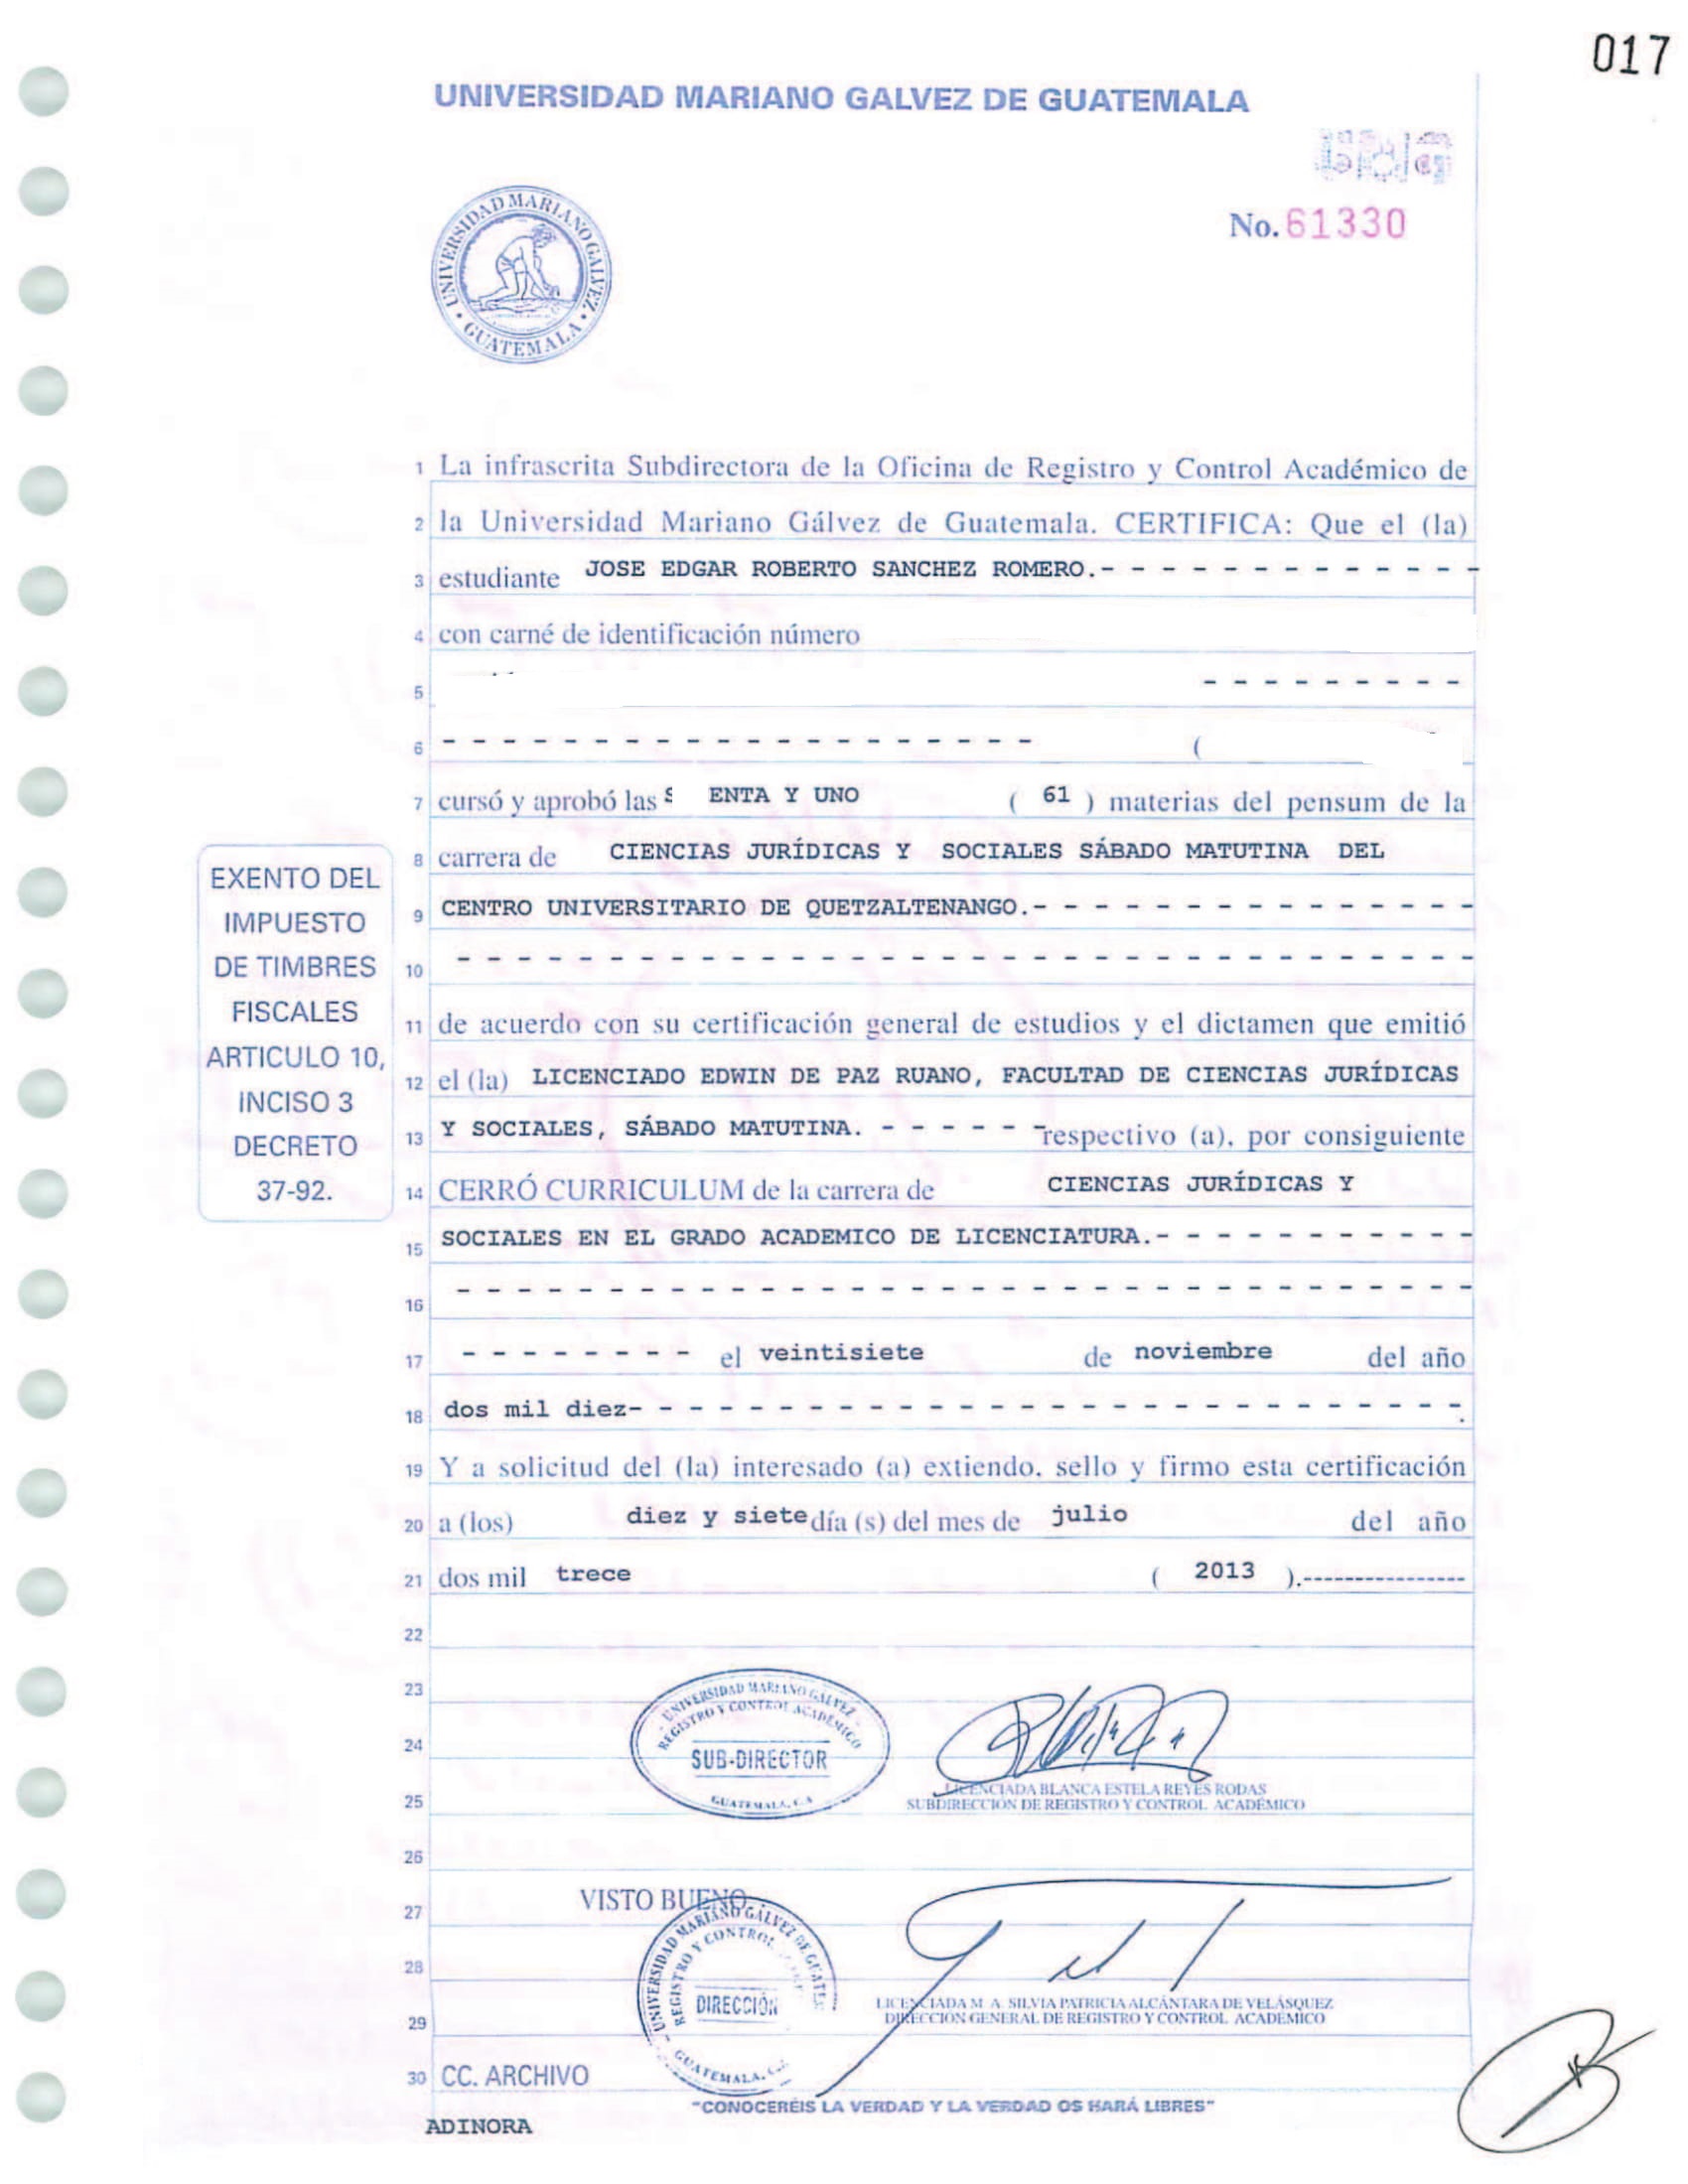 017
UNIVERSIDAD MARIANO GALVEZ DE GUATEMALA
UNIVERSIDAD MARIANO GALVEZ • GUATEMALA •
No. 61330
1 La infrascrita Subdirectora de la Oficina de Registro y Control Académico de
2 la Universidad Mariano Gálvez de Guatemala. CERTIFICA: Que el (la)
3 estudiante JOSE EDGAR ROBERTO SANCHEZ ROMERO.- - - - - - - - - - - - -
4 con carné de identificación número
5 - - - - - - - - -
6 - - - - - - - - - - - - - - - - - - - - (
7 cursó y aprobó las S ENTA Y UNO ( 61 ) materias del pensum de la
8 carrera de CIENCIAS JURÍDICAS Y SOCIALES SÁBADO MATUTINA DEL
9 CENTRO UNIVERSITARIO DE QUETZALTENANGO.- - - - - - - - - - - - - - -
10 - - - - - - - - - - - - - - - - - - - - - - - - - - - - - - - - - -
11 de acuerdo con su certificación general de estudios y el dictamen que emitió
12 el (la) LICENCIADO EDWIN DE PAZ RUANO, FACULTAD DE CIENCIAS JURÍDICAS
13 Y SOCIALES, SÁBADO MATUTINA. - - - - - - respectivo (a), por consiguiente
14 CERRÓ CURRICULUM de la carrera de CIENCIAS JURÍDICAS Y
15 SOCIALES EN EL GRADO ACADEMICO DE LICENCIATURA.- - - - - - - - - - -
16 - - - - - - - - - - - - - - - - - - - - - - - - - - - - - - - - - -
17 - - - - - - - - el veintisiete de noviembre del año
18 dos mil diez- - - - - - - - - - - - - - - - - - - - - - - - - - - - .
19 Y a solicitud del (la) interesado (a) extiendo, sello y firmo esta certificación
20 a (los) diez y siete día (s) del mes de julio del año
21 dos mil trece ( 2013 ).----------------
EXENTO DEL
IMPUESTO
DE TIMBRES
FISCALES
ARTICULO 10,
INCISO 3
DECRETO
37-92.
22
23
UNIVERSIDAD MARIANO GALVEZ
REGISTRO Y CONTROL ACADEMICO
24 SUB-DIRECTOR
GUATEMALA, C.A
LICENCIADA BLANCA ESTELA REYES RODAS
25 SUBDIRECCIÓN DE REGISTRO Y CONTROL ACADÉMICO
26
27 VISTO BUENO
UNIVERSIDAD MARIANO GALVEZ DE GUATE
REGISTRO Y CONTROL
28
DIRECCIÓN
LICENCIADA M. A. SILVIA PATRICIA ALCÁNTARA DE VELÁSQUEZ
29 DIRECCIÓN GENERAL DE REGISTRO Y CONTROL ACADEMICO
GUATEMALA, C.
30 CC. ARCHIVO
"CONOCERÉIS LA VERDAD Y LA VERDAD OS HARÁ LIBRES"
ADINORA